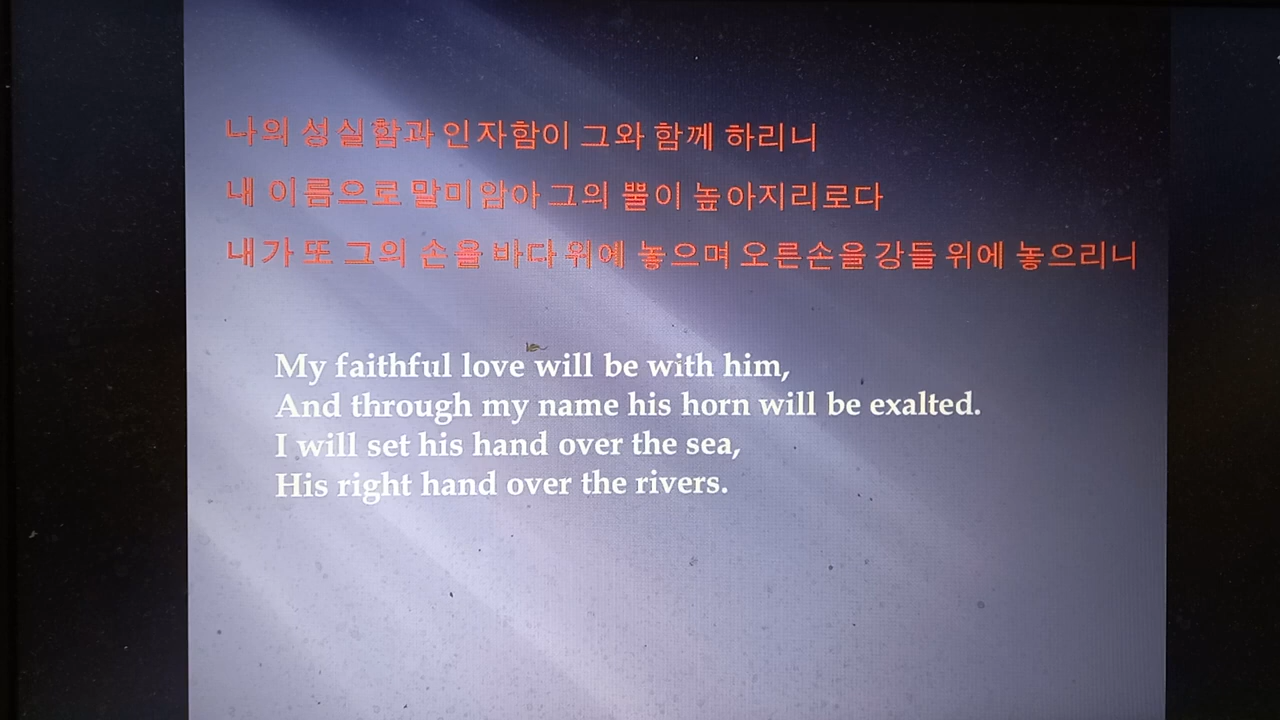 나의 성실함과 인자함이 그와 함께 하리니
내 이름으로 말미암아 그의 뿔이 높아지리로다
내가 또 그의 손을 바다 위에 놓으며 오른손을 강들 위에 놓으리니
My faithful love will be with him,
And through my name his horn will be exalted.
I will set his hand over the sea,
His right hand over the rivers.